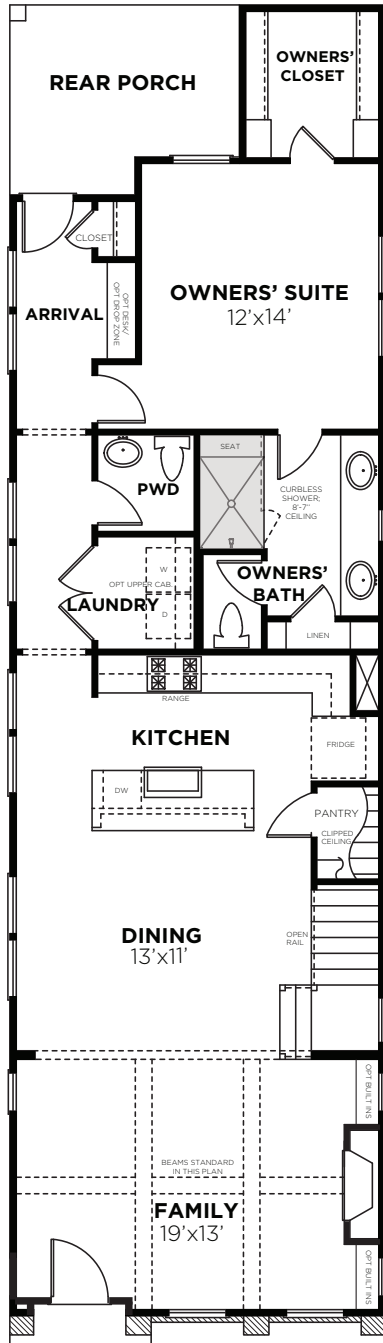 OWNERS'
CLOSET
REAR PORCH
CLOSET
OPT DESK/
OPT DROP ZONE
ARRIVAL
OWNERS' SUITE
12'x14'
SEAT
PWD
CURBLESS
SHOWER;
8'-7"
CEILING
W
OPT UPPER CAB.
LAUNDRY
D
OWNERS'
BATH
LINEN
RANGE
KITCHEN
FRIDGE
DW
PANTRY
CLIPPED
CEILING
DINING
13'x11'
OPEN
RAIL
OPT BUILT INS
BEAMS STANDARD
IN THIS PLAN
FAMILY
19'x13'
OPT BUILT INS